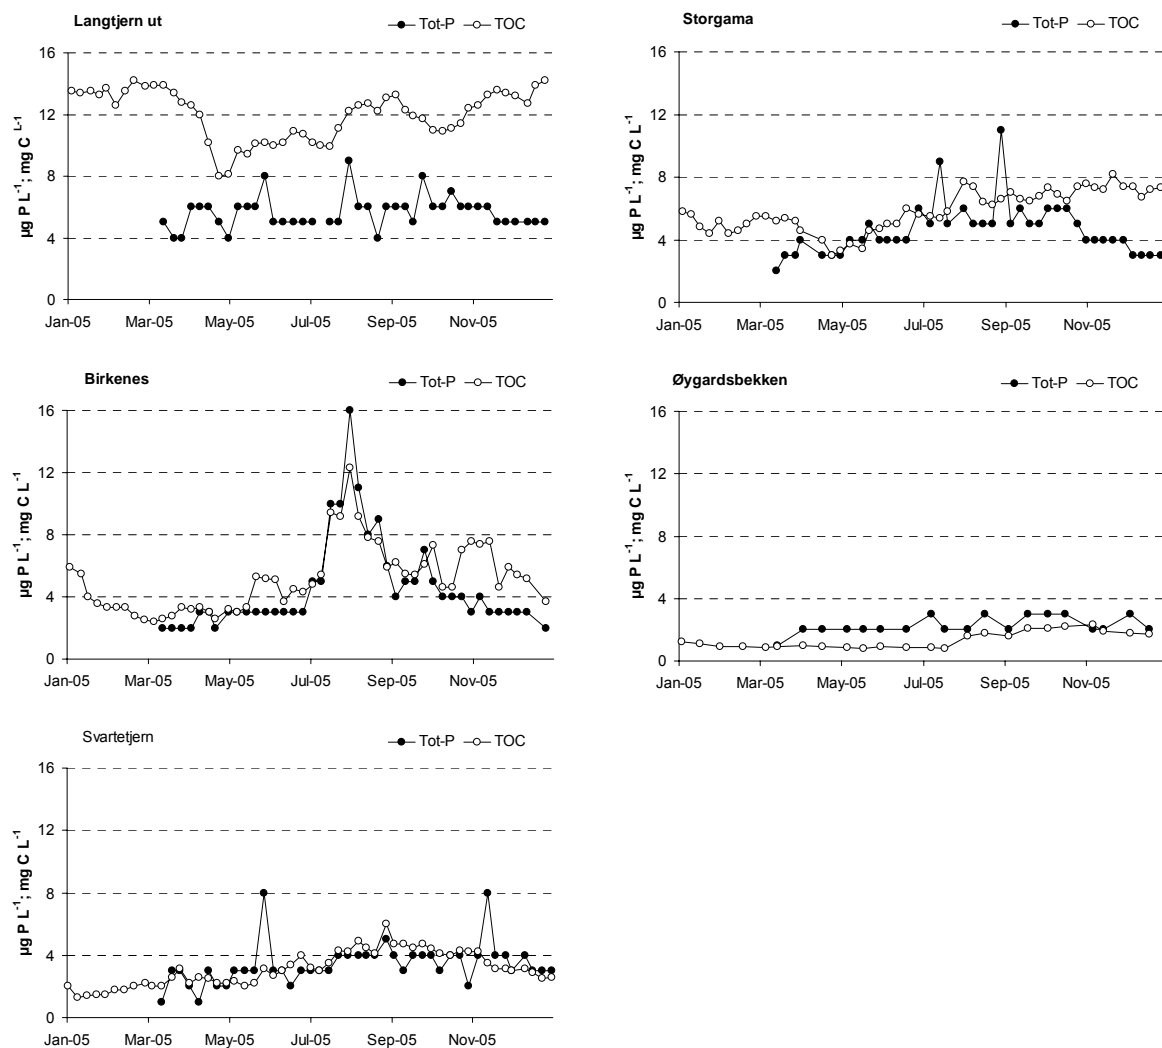 Langtjern ut
Tot-P TOC
µg P L-1; mg C L-1
16
12
8
4
0
Jan-05 Mar-05 May-05 Jul-05 Sep-05 Nov-05
Storgama
Tot-P TOC
µg P L-1; mg C L-1
16
12
8
4
0
Jan-05 Mar-05 May-05 Jul-05 Sep-05 Nov-05
Birkenes
Tot-P TOC
µg P L-1; mg C L-1
16
12
8
4
0
Jan-05 Mar-05 May-05 Jul-05 Sep-05 Nov-05
Øygardsbekken
Tot-P TOC
µg P L-1; mg C L-1
16
12
8
4
0
Jan-05 Mar-05 May-05 Jul-05 Sep-05 Nov-05
Svartetjern
Tot-P TOC
µg P L-1; mg C L-1
16
12
8
4
0
Jan-05 Mar-05 May-05 Jul-05 Sep-05 Nov-05